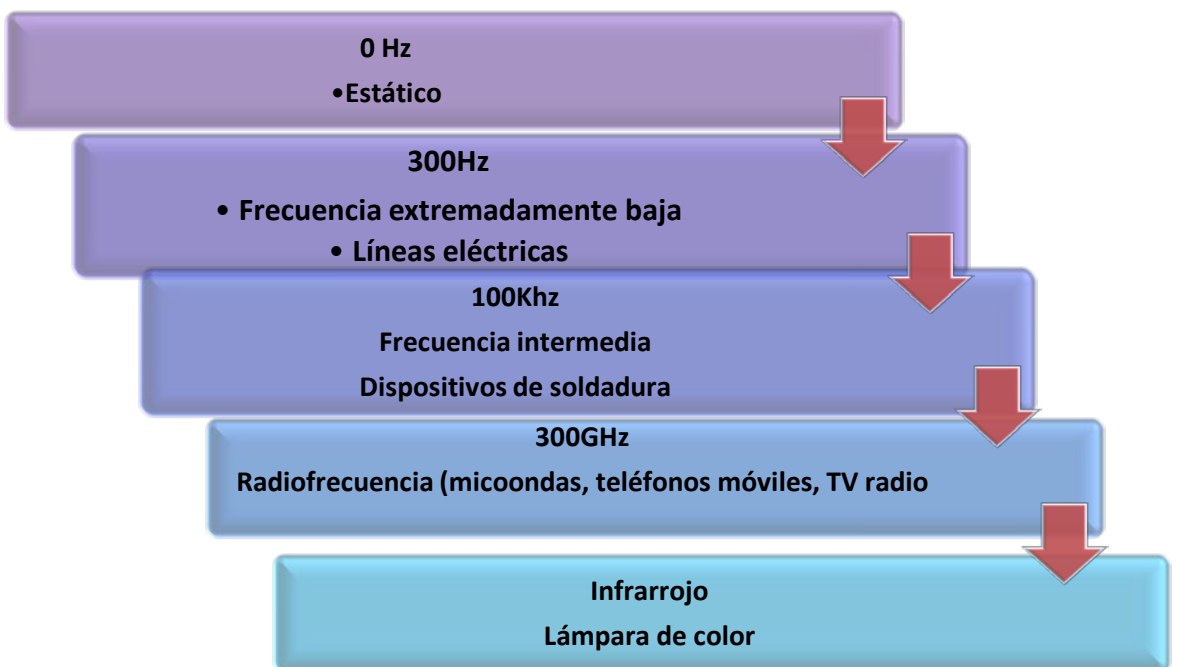 0 Hz
•Estático
300Hz
• Frecuencia extremadamente baja
• Líneas eléctricas
100Khz
Frecuencia intermedia
Dispositivos de soldadura
300GHz
Radiofrecuencia (micoondas, teléfonos móviles, TV radio
Infrarrojo
Lámpara de color